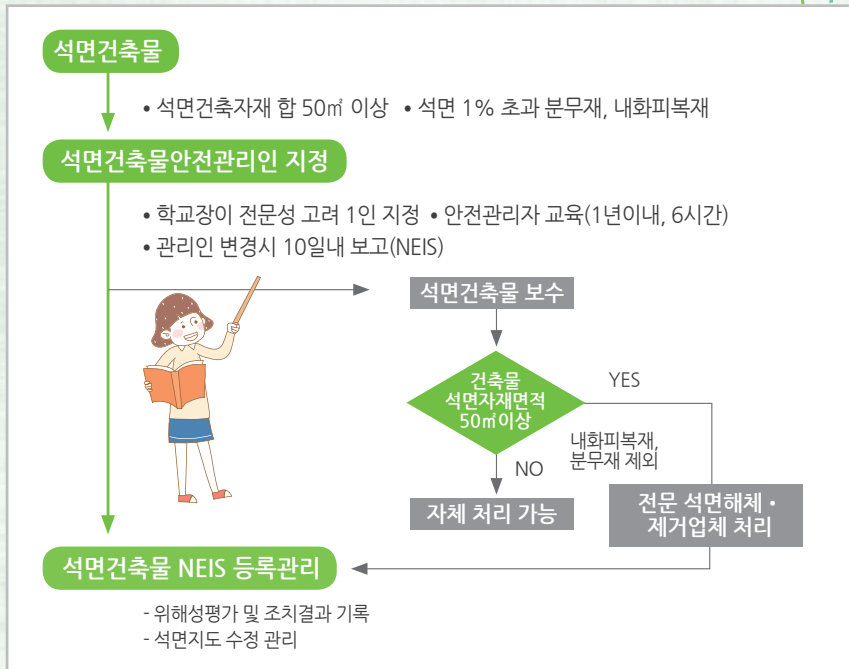 석면건축물
• 석면건축자재 합 50㎡ 이상 • 석면 1% 초과 분무재, 내화피복재
석면건축물안전관리인 지정
• 학교장이 전문성 고려 1인 지정 • 안전관리자 교육(1년이내, 6시간)
• 관리인 변경시 10일내 보고(NEIS)
석면건축물 보수
건축물
석면자재면적
50㎡이상
YES
내화피복재,
분무재 제외
NO
자체 처리 가능
전문 석면해체・
제거업체 처리
석면건축물 NEIS 등록관리
- 위해성평가 및 조치결과 기록
- 석면지도 수정 관리